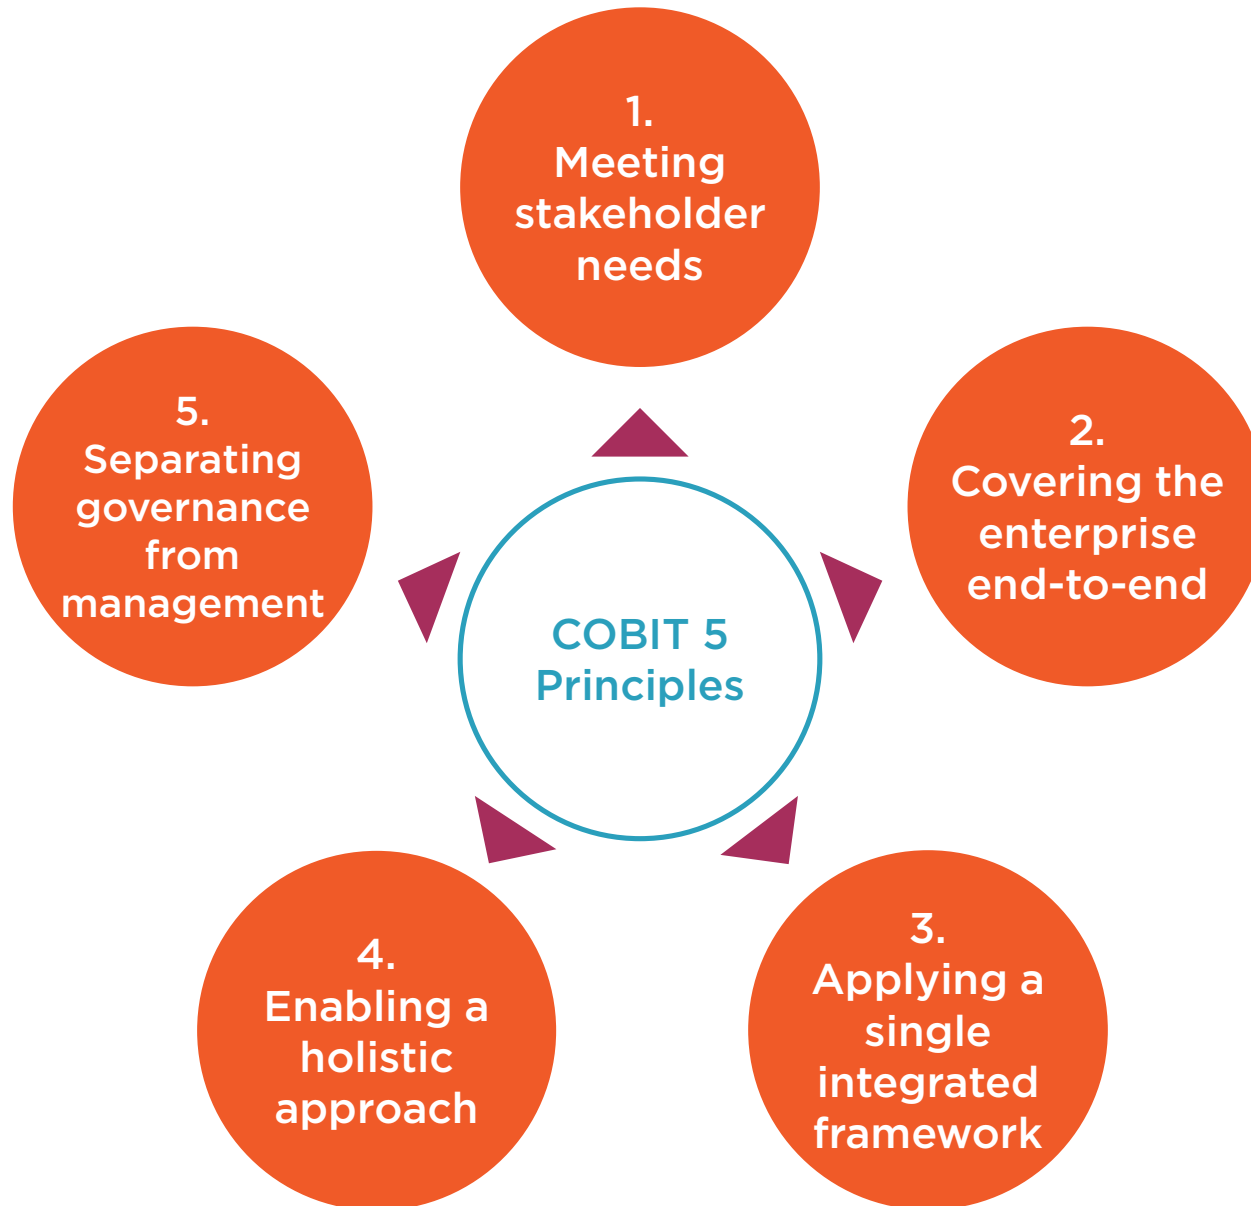 1.
Meeting
stakeholder
needs
2.
Covering the
enterprise
end-to-end
3.
Applying a
single
integrated
framework
4.
Enabling a
holistic
approach
5.
Separating
governance
from
management
COBIT 5
Principles